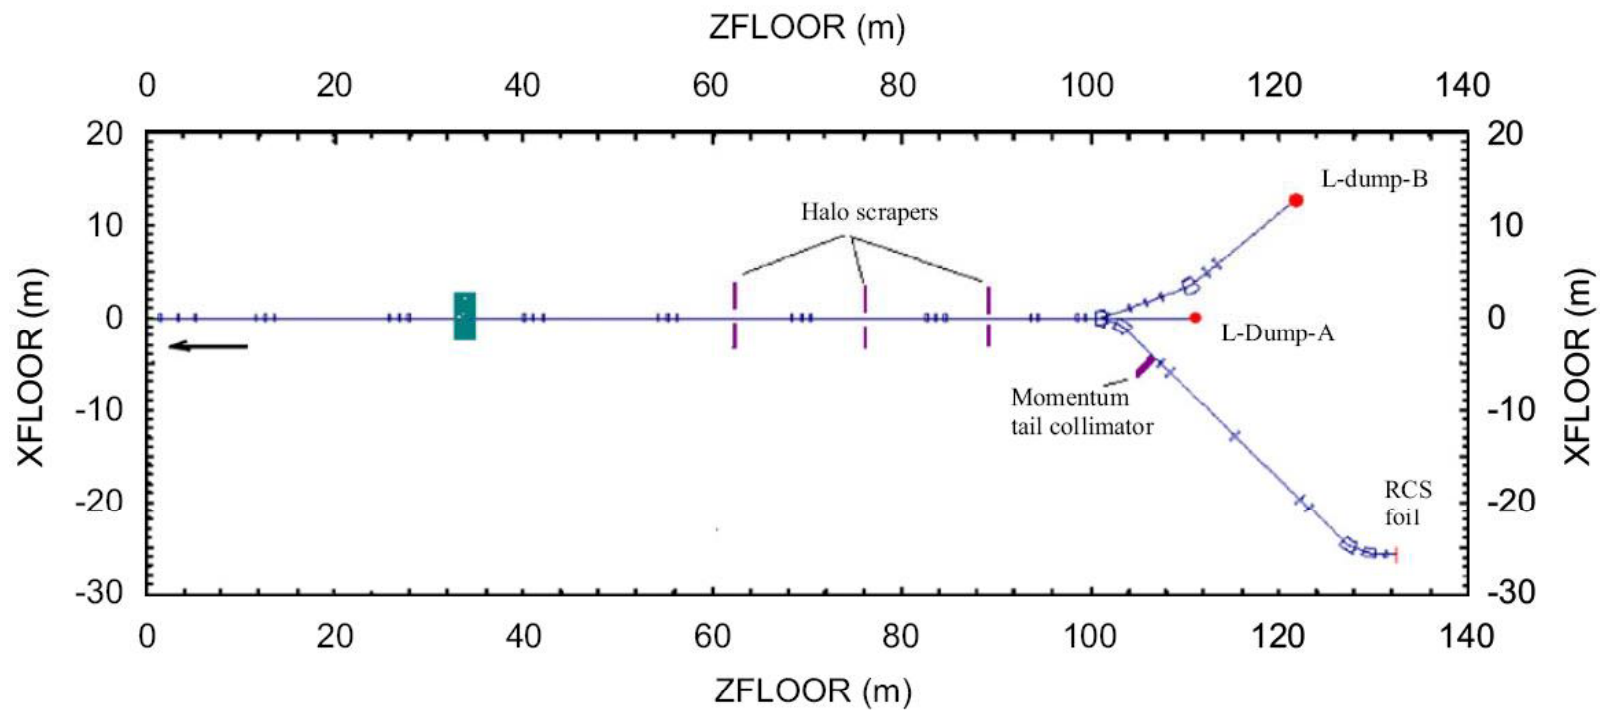 ZFLOOR (m)
0 20 40 60 80 100 120 140
20 20
L-dump-B
Halo scrapers
10 10
0 0
L-Dump-A
XFLOOR (m) XFLOOR (m)
Momentum
tail collimator
-10 -10
RCS
foil
-20 -20
-30 -30
0 20 40 60 80 100 120 140
ZFLOOR (m)